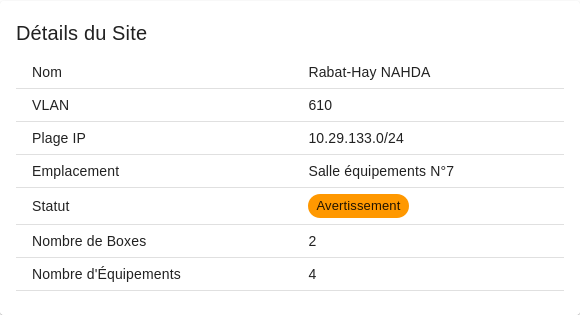 Détails du Site
Nom Rabat-Hay NAHDA
VLAN 610
Plage IP 10.29.133.0/24
Emplacement Salle équipements N°7
Statut Avertissement
Nombre de Boxes 2
Nombre d'Équipements 4